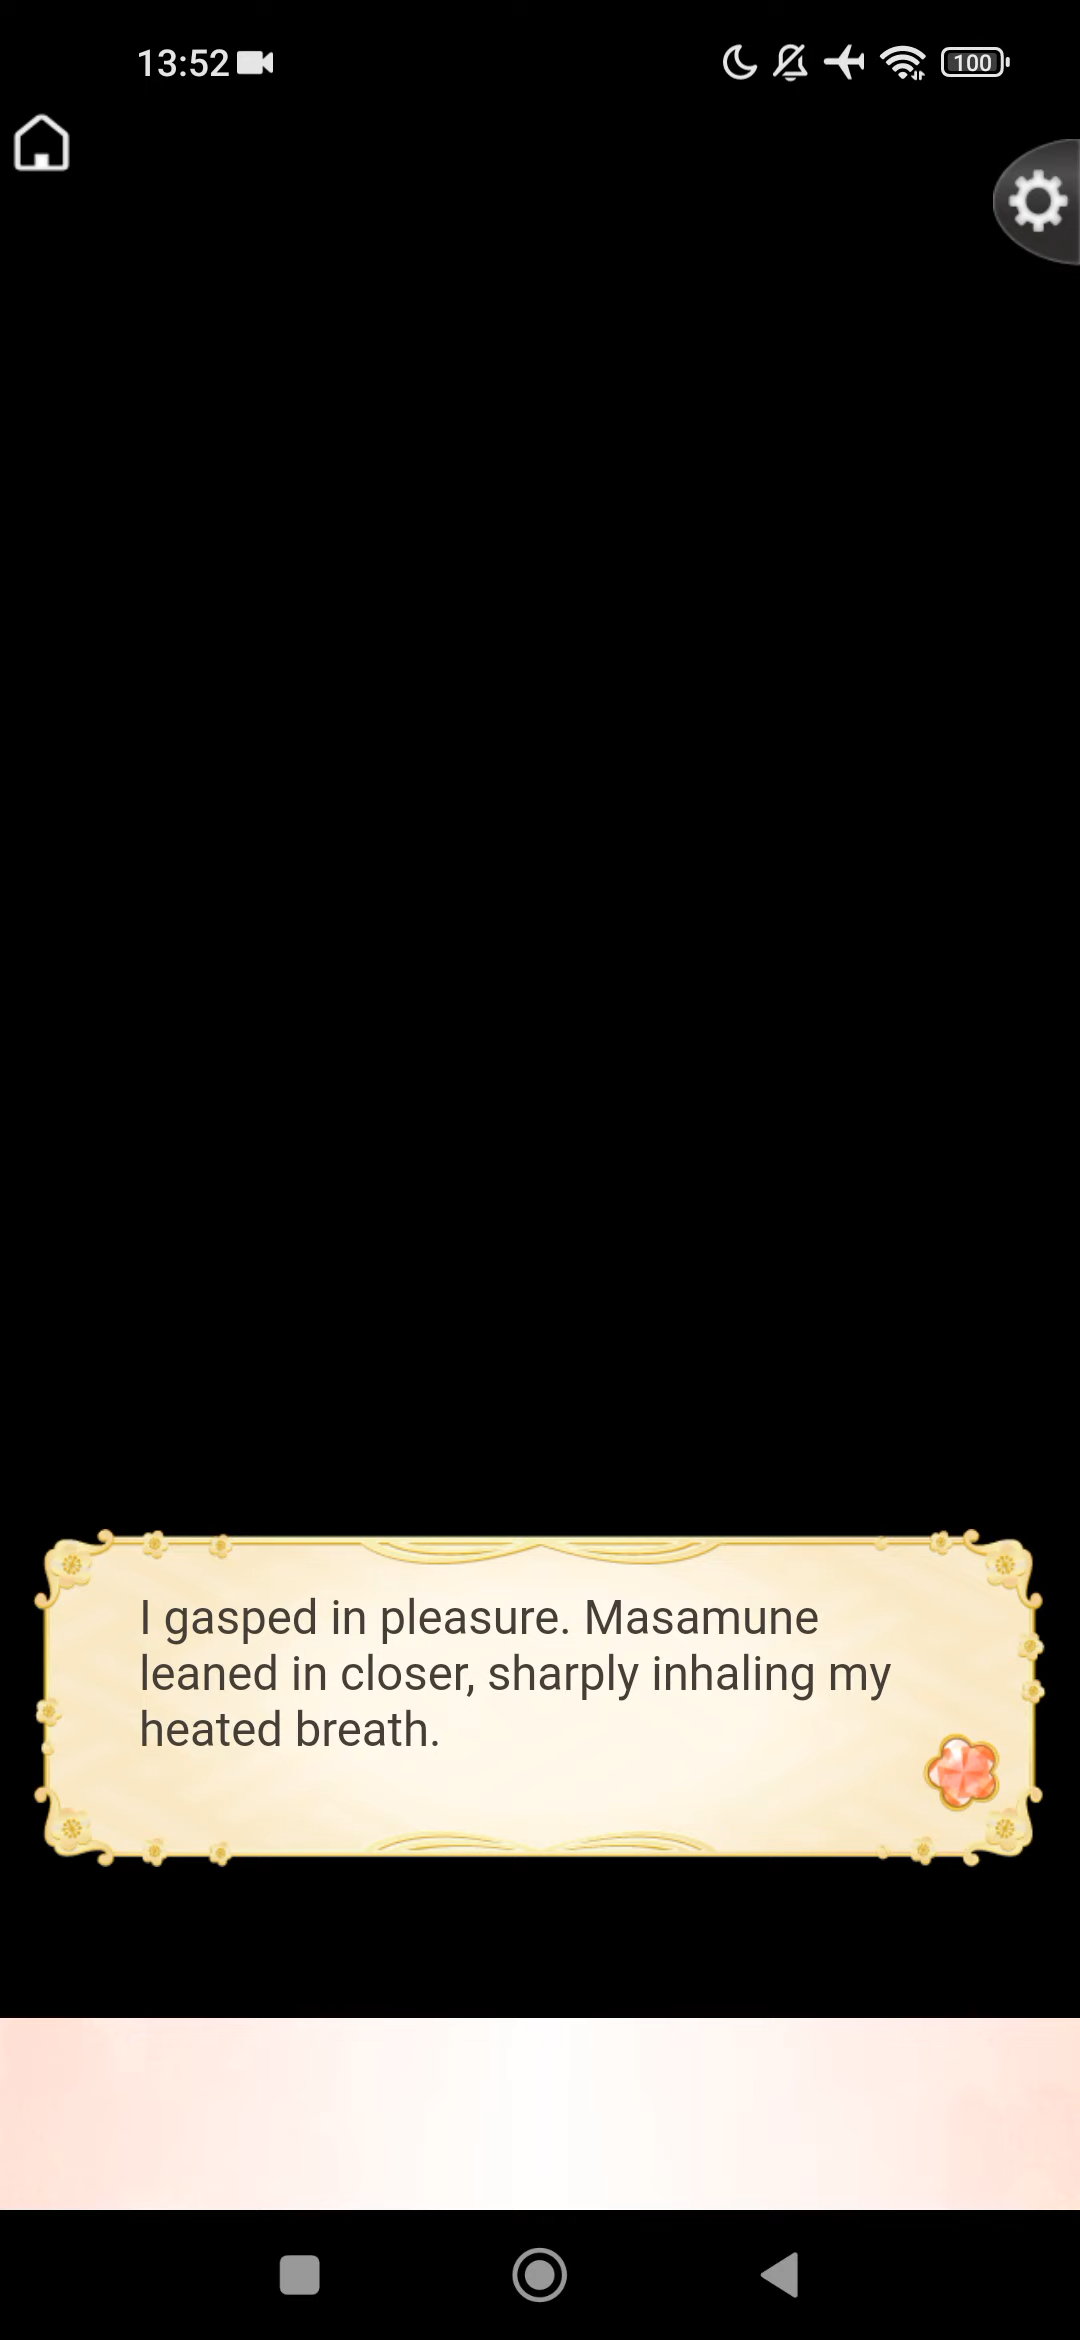 13:52
100
I gasped in pleasure. Masamune
leaned in closer, sharply inhaling my
heated breath.